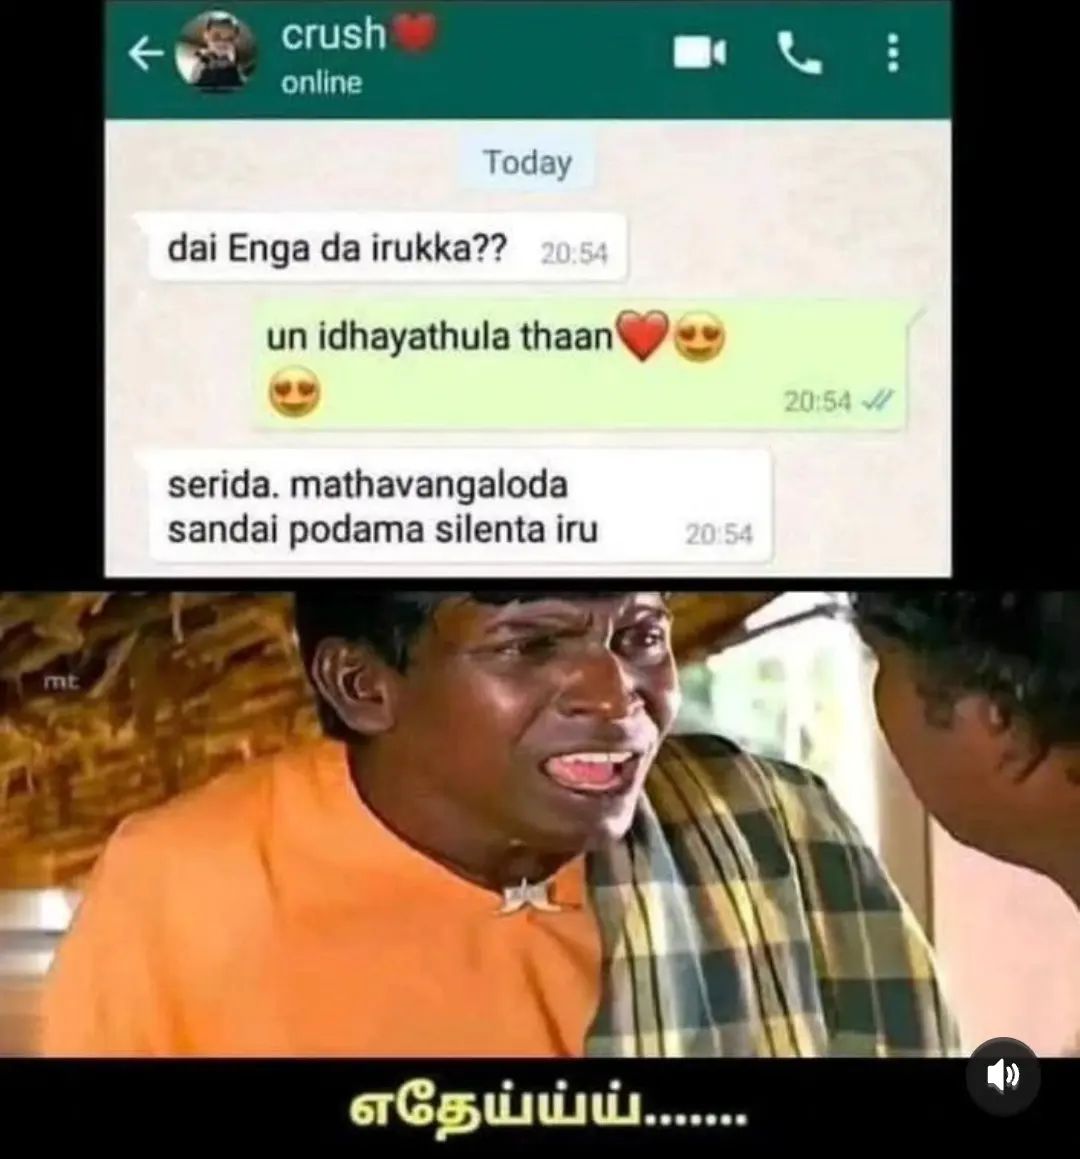 crush❤️
online
Today
dai Enga da irukka?? 20:54
un idhayathula thaan❤️😍
😍
20:54
serida. mathavangaloda
sandai podama silenta iru 20:54
mt
எதேய்ய்ய்.......